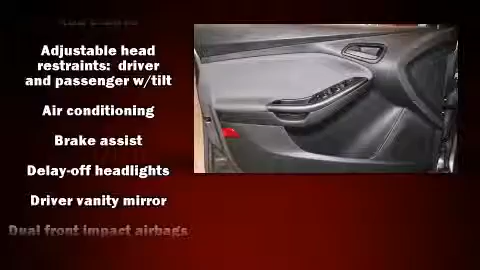 Adjustable head
restraints: driver
and passenger w/tilt
Air conditioning
Brake assist
Delay-off headlights
Driver vanity mirror
Dual front impact airbags